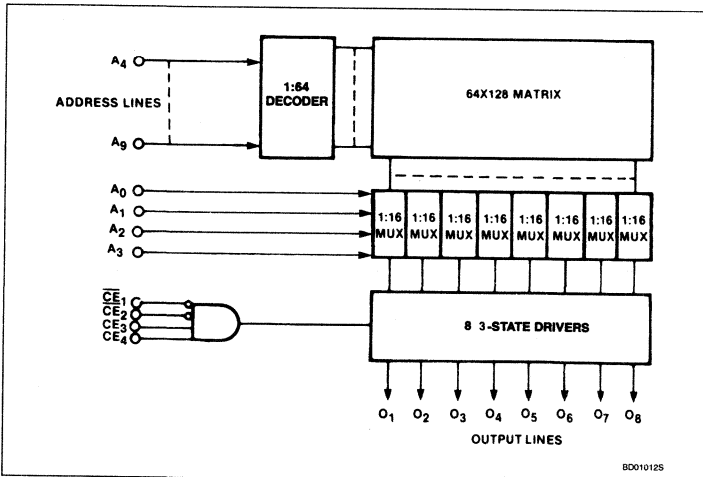 A4
ADDRESS LINES
A9
1:64
DECODER
64X128 MATRIX
A0
A1
A2
A3
1:16 MUX
1:16 MUX
1:16 MUX
1:16 MUX
1:16 MUX
1:16 MUX
1:16 MUX
1:16 MUX
C̅E̅1
C̅E̅2
CE3
CE4
8 3-STATE DRIVERS
O1 O2 O3 O4 O5 O6 O7 O8
OUTPUT LINES
BD01012S